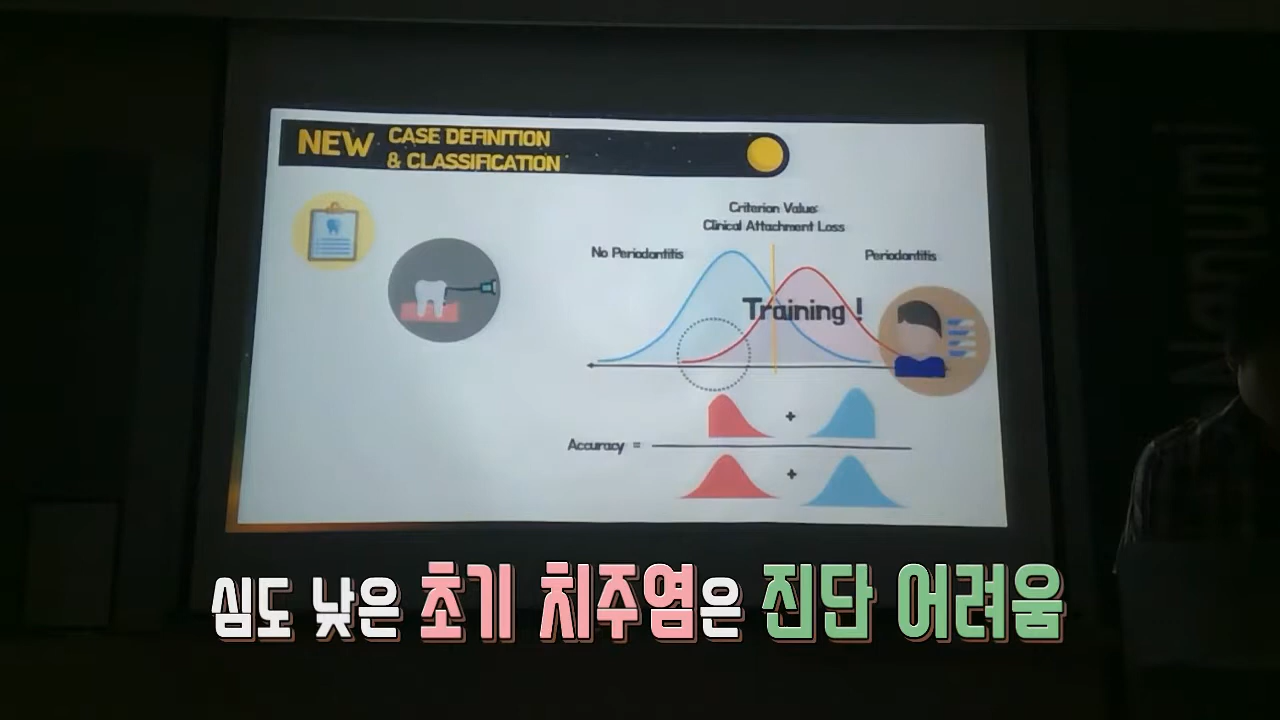 NEW CASE DEFINITION
& CLASSIFICATION
Criterion Value:
Clinical Attachment Loss
No Periodontitis
Periodontitis
Training !
+
Accuracy =
+
심도 낮은 초기 치주염은 진단 어려움